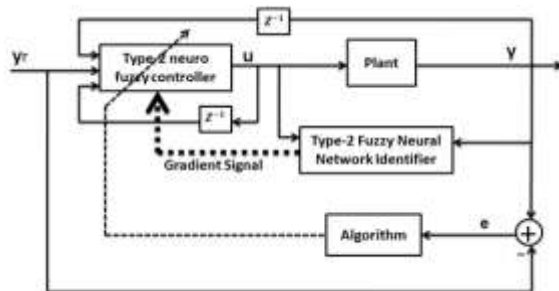 Z⁻¹
yr
Type-2 neuro
fuzzy controller
u
Plant
y
Z⁻¹
Gradient Signal
Type-2 Fuzzy Neural
Network Identifier
Algorithm
e
+
−